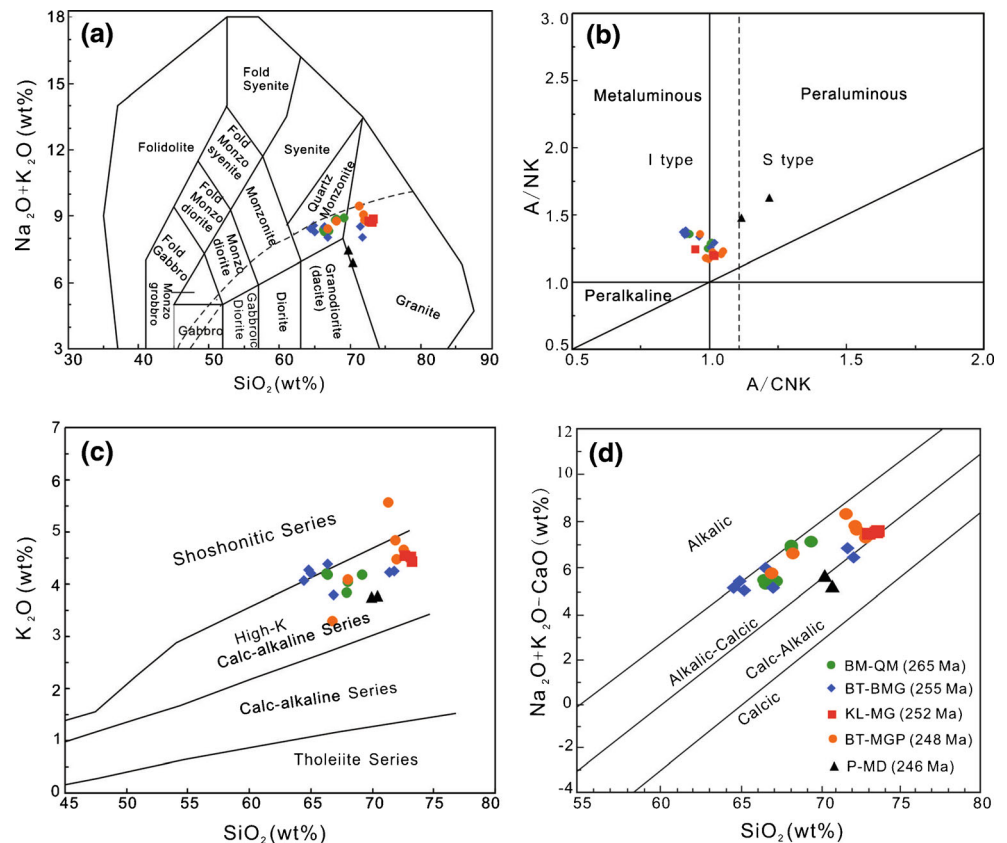 (a)
Na2O+K2O (wt%)
18
15
12
9
6
3
Fold
Syenite
Folidolite
Fold
Monzo
syenite
Syenite
Fold
Monzo
diorite
Monzonite
Quartz
Monzonite
Fold
Gabbro
Monzo
diorite
Monzo
grobbro
Gabbro
Gabbroic
Diorite
Diorite
Granodiorite
(dacite)
Granite
30 40 50 60 70 80 90
SiO2(wt%)
(b)
A/NK
3.0
2.5
2.0
1.5
1.0
0.5
Metaluminous
Peraluminous
I type
S type
Peralkaline
0.5 1.0 1.5 2.0
A/CNK
(c)
K2O (wt%)
7
6
5
4
3
2
1
0
Shoshonitic Series
High-K
Calc-alkaline Series
Calc-alkaline Series
Tholeiite Series
45 50 55 60 65 70 75 80
SiO2(wt%)
(d)
Na2O+K2O-CaO (wt%)
12
10
8
6
4
2
0
-2
-4
Alkalic
Alkalic-Calcic
Calc-Alkalic
Calcic
BM-QM (265 Ma)
BT-BMG (255 Ma)
KL-MG (252 Ma)
BT-MGP (248 Ma)
P-MD (246 Ma)
55 60 65 70 75 80
SiO2(wt%)